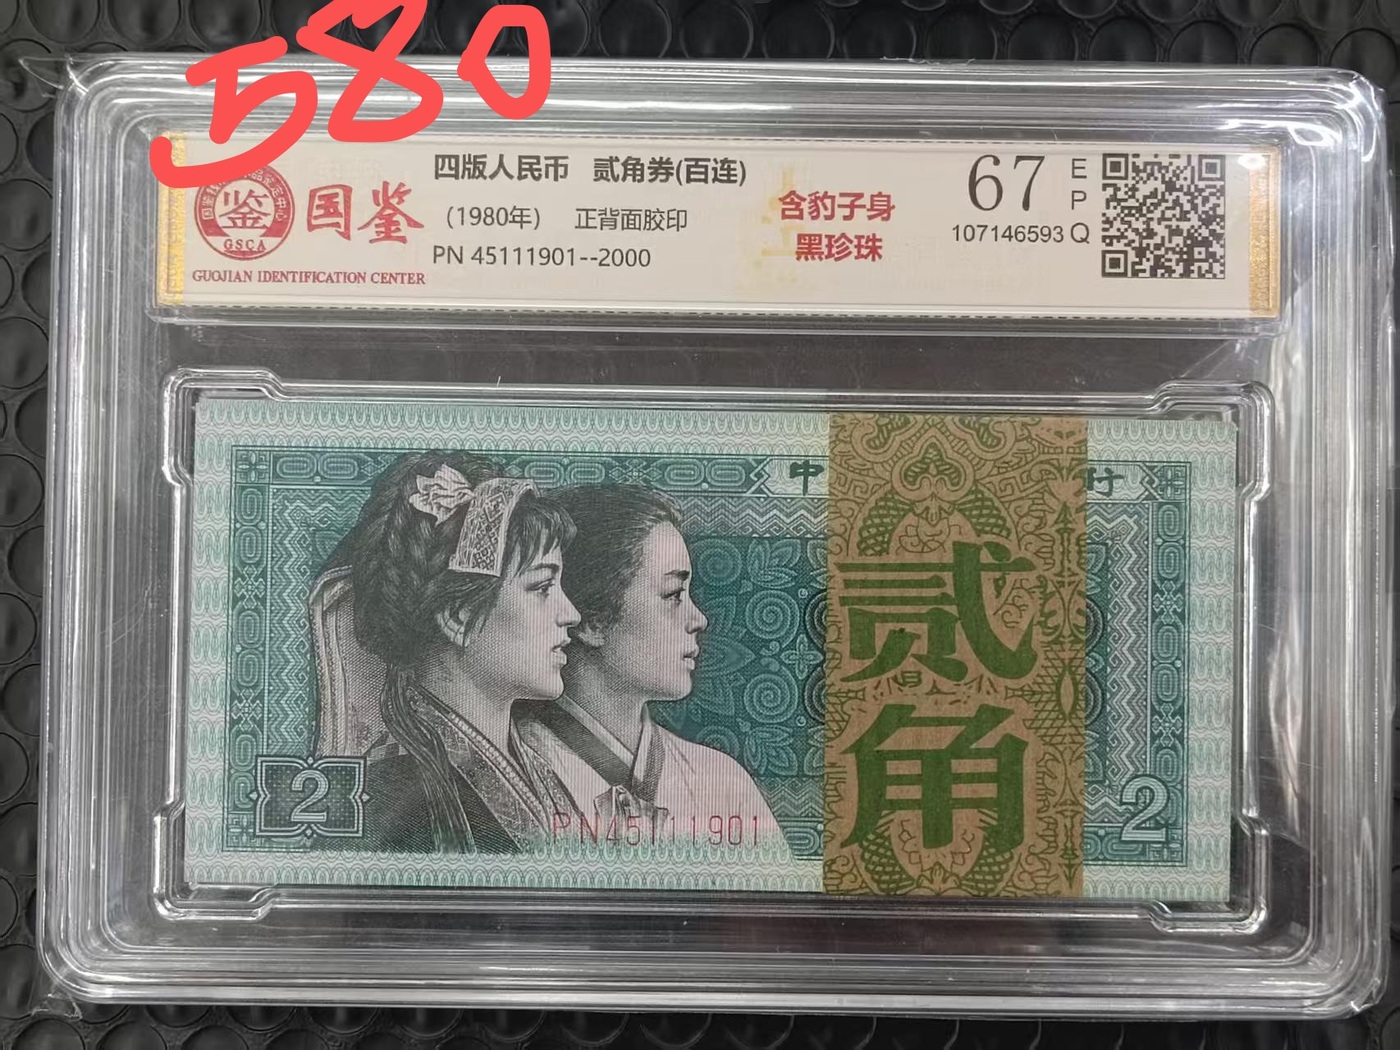 580
四版人民币 贰角券(百连)
(1980年) 正背面胶印
PN 45111901--2000
鉴
GSCA
国鉴
GUOJIAN IDENTIFICATION CENTER
含豹子身
黑珍珠
67 EPQ
107146593
中 行
贰角
2
PN45111901
2